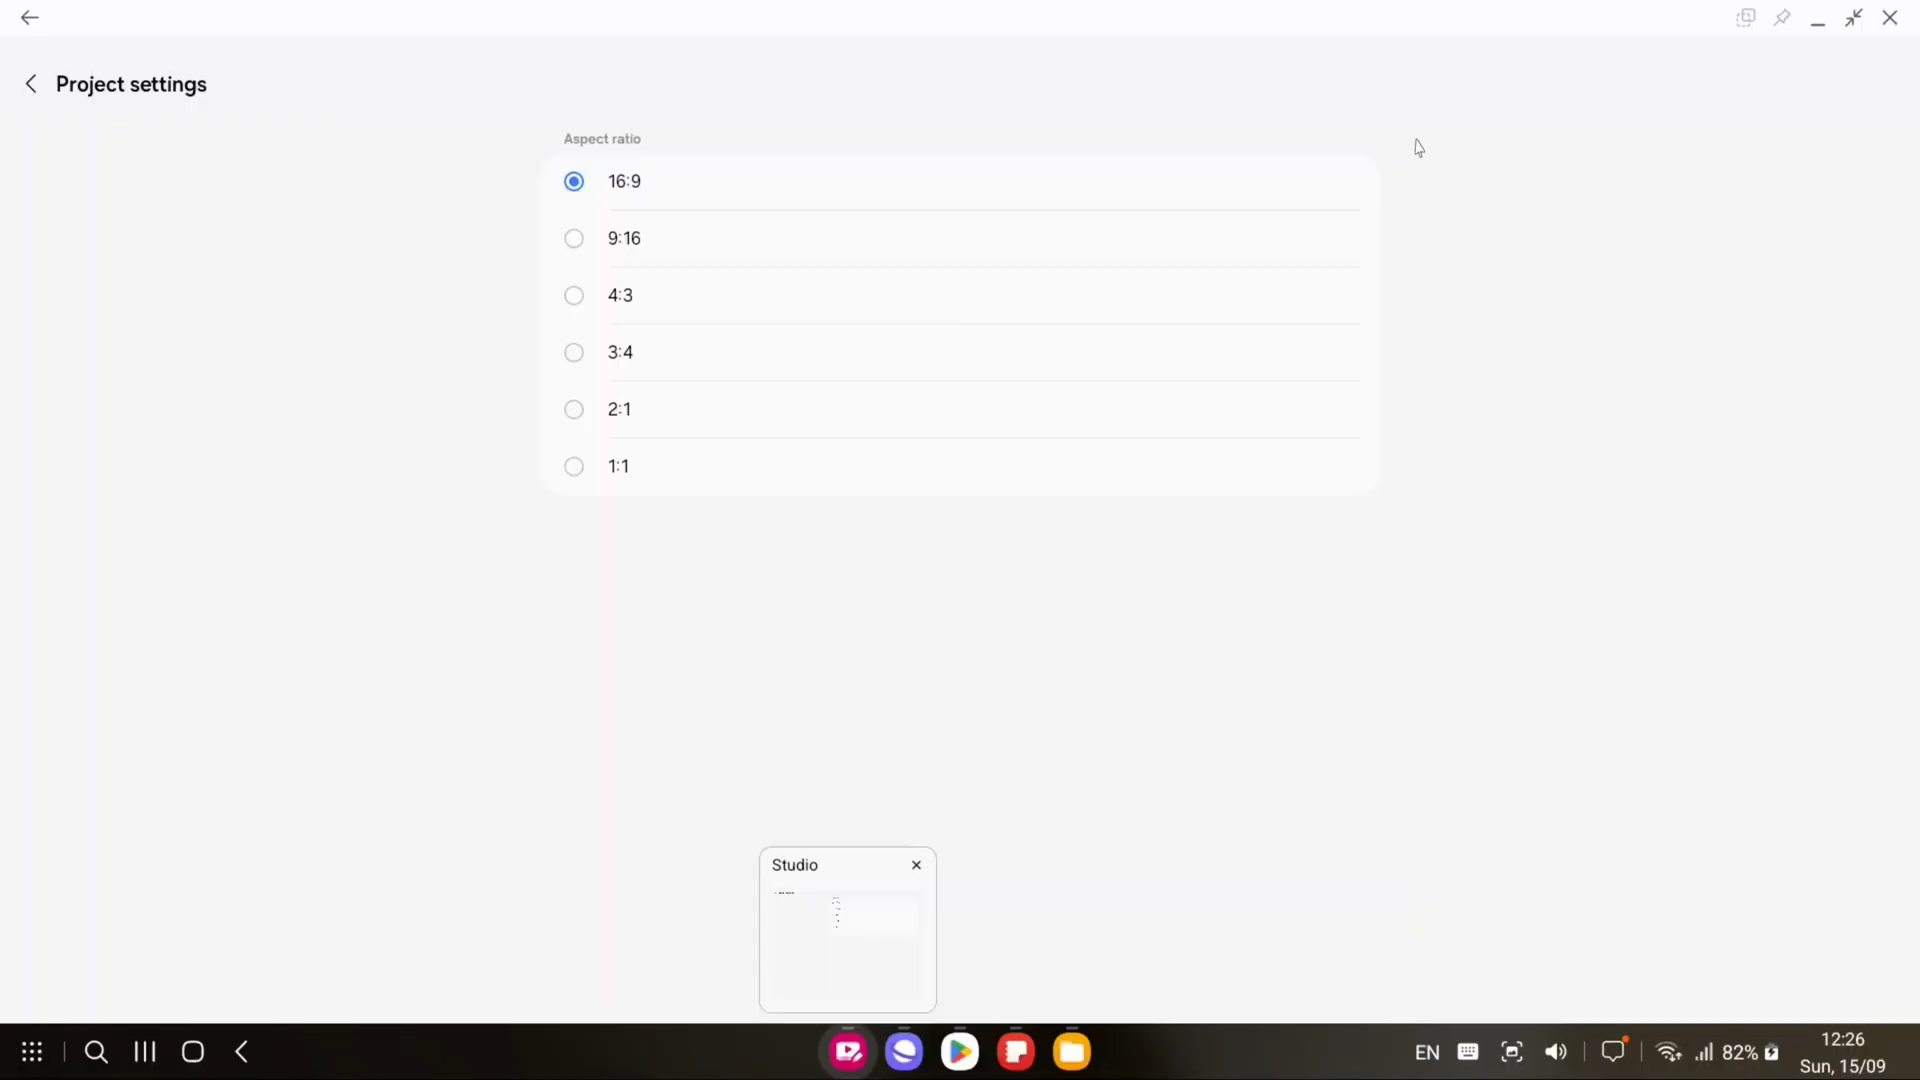 Project settings
Aspect ratio
16:9
9:16
4:3
3:4
2:1
1:1
Studio
EN
82%
12:26
Sun, 15/09